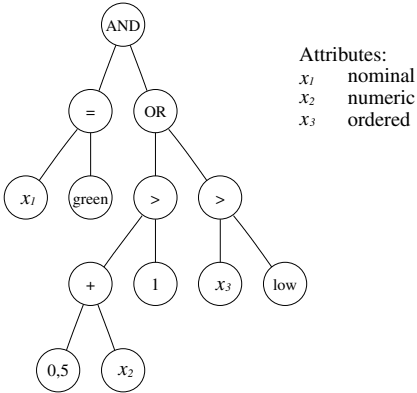 AND
Attributes:
x1 nominal
x2 numeric
x3 ordered
= OR
x1 green > >
+ 1 x3 low
0,5 x2